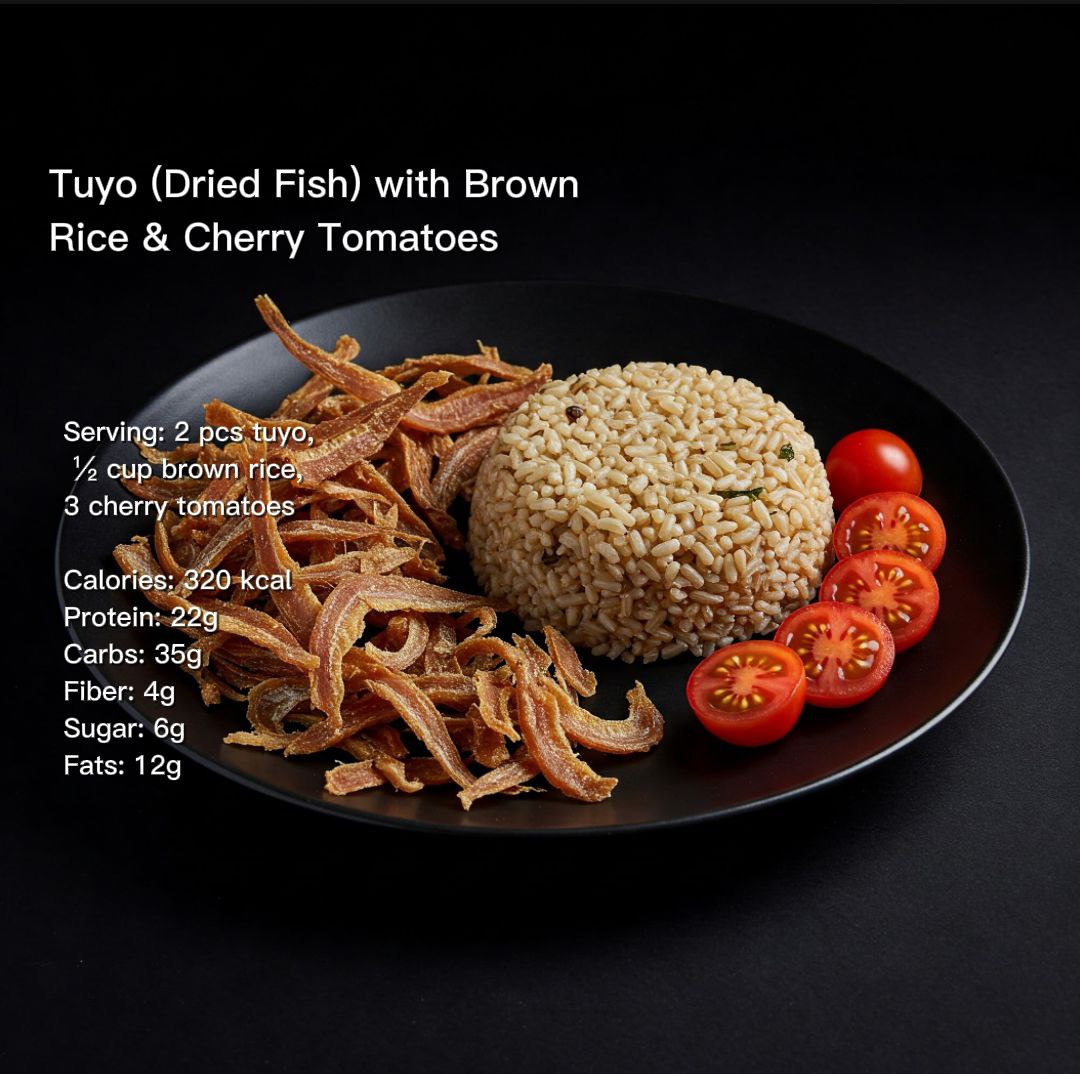 Tuyo (Dried Fish) with Brown
Rice & Cherry Tomatoes
Serving: 2 pcs tuyo,
½ cup brown rice,
3 cherry tomatoes
Calories: 320 kcal
Protein: 22g
Carbs: 35g
Fiber: 4g
Sugar: 6g
Fats: 12g